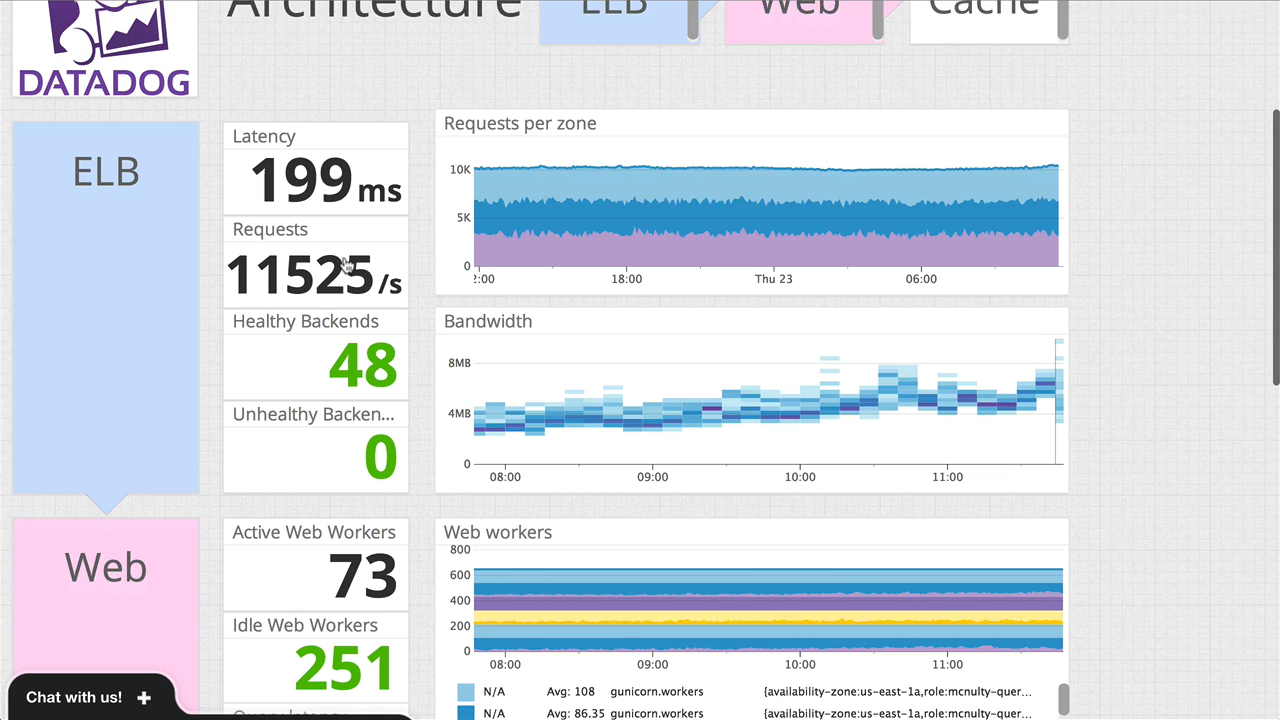 Architecture
ELB
Web
Cache
DATADOG
ELB
Latency
199 ms
Requests
11525 /s
Healthy Backends
48
Unhealthy Backen...
0
Requests per zone
10K
5K
0
18:00
Thu 23
06:00
Bandwidth
8MB
4MB
0
08:00
09:00
10:00
11:00
Web
Active Web Workers
73
Idle Web Workers
251
Web workers
800
600
400
200
0
08:00
09:00
10:00
11:00
N/A Avg: 108 gunicorn.workers {availability-zone:us-east-1a,role:mcnulty-quer...
N/A Avg: 86.35 gunicorn.workers {availability-zone:us-east-1a,role:mcnulty-quer...
Chat with us! +